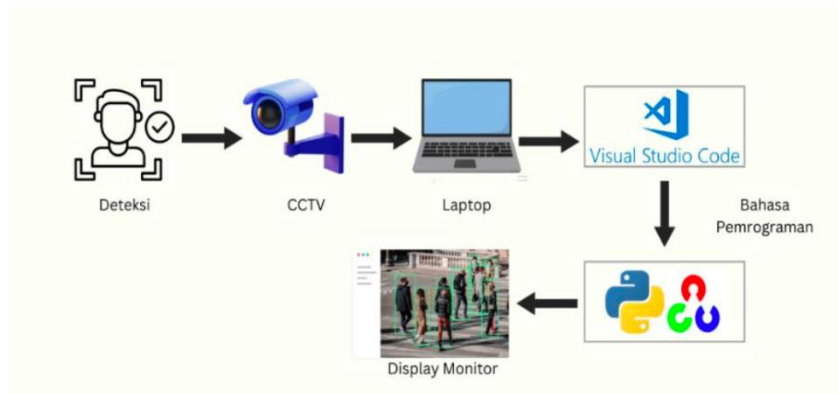 Deteksi
CCTV
Laptop
Visual Studio Code
Bahasa
Pemrograman
Display Monitor